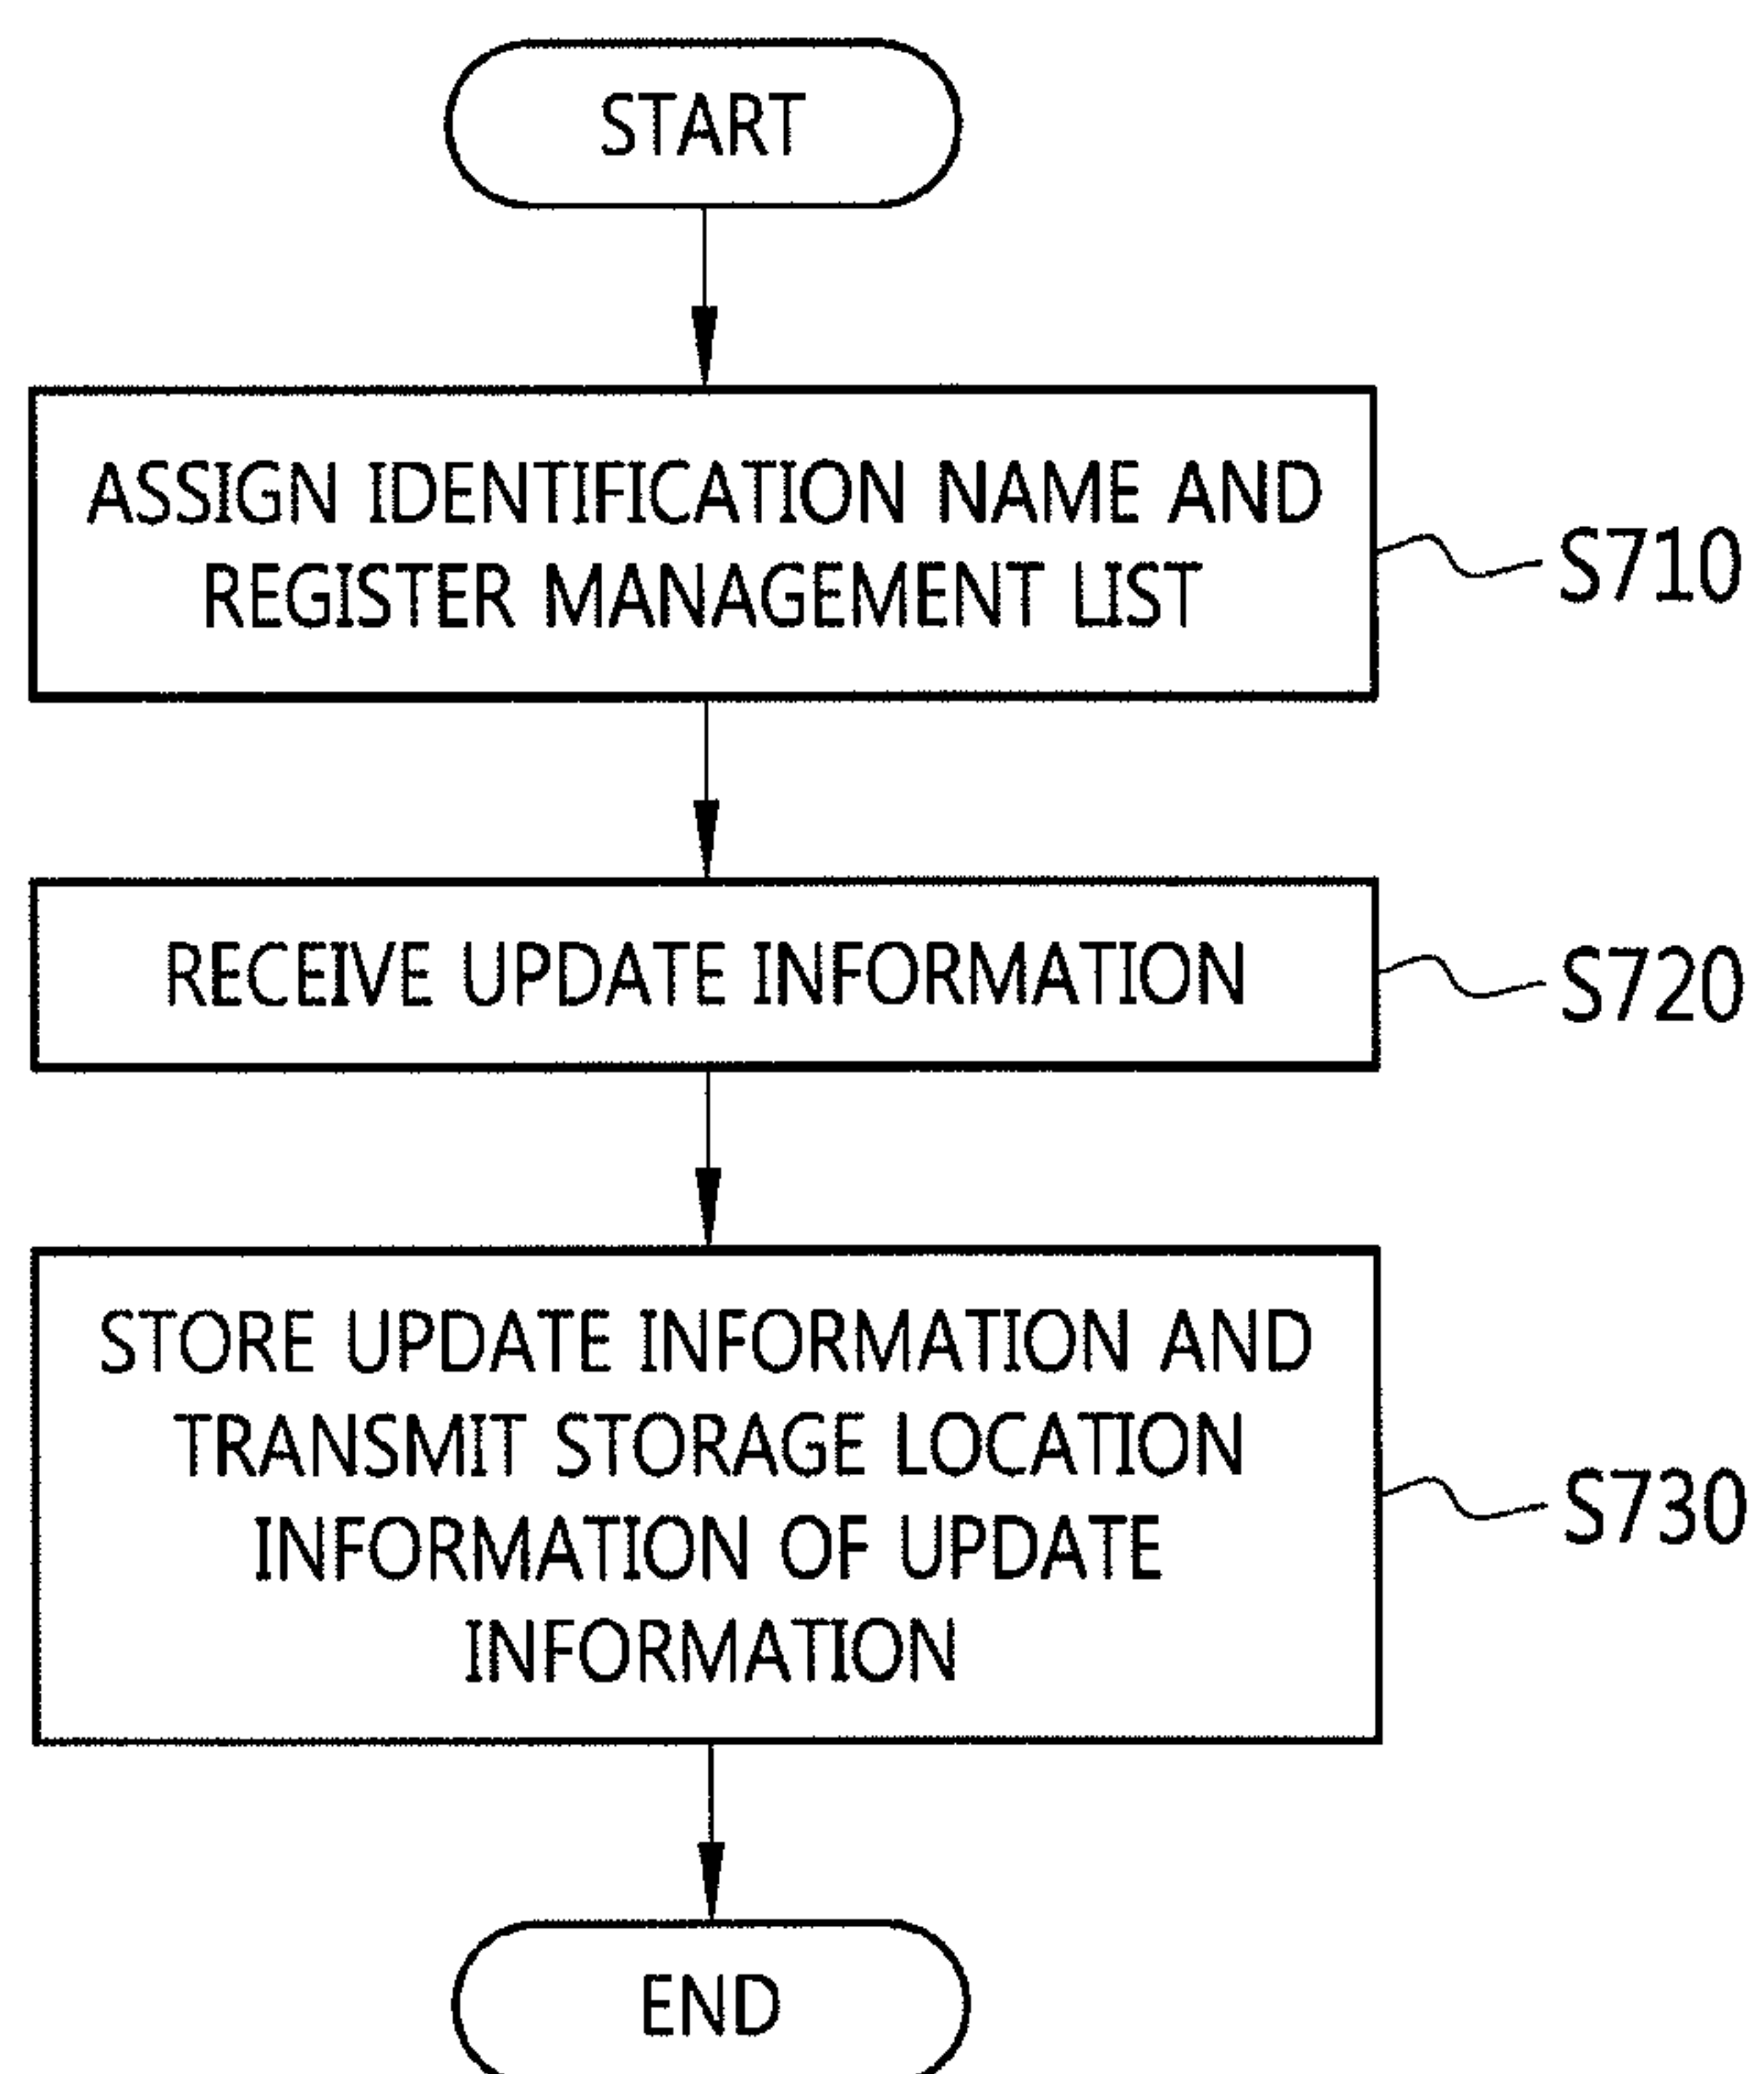 START
ASSIGN IDENTIFICATION NAME AND
REGISTER MANAGEMENT LIST
S710
RECEIVE UPDATE INFORMATION
S720
STORE UPDATE INFORMATION AND
TRANSMIT STORAGE LOCATION
INFORMATION OF UPDATE
INFORMATION
S730
END